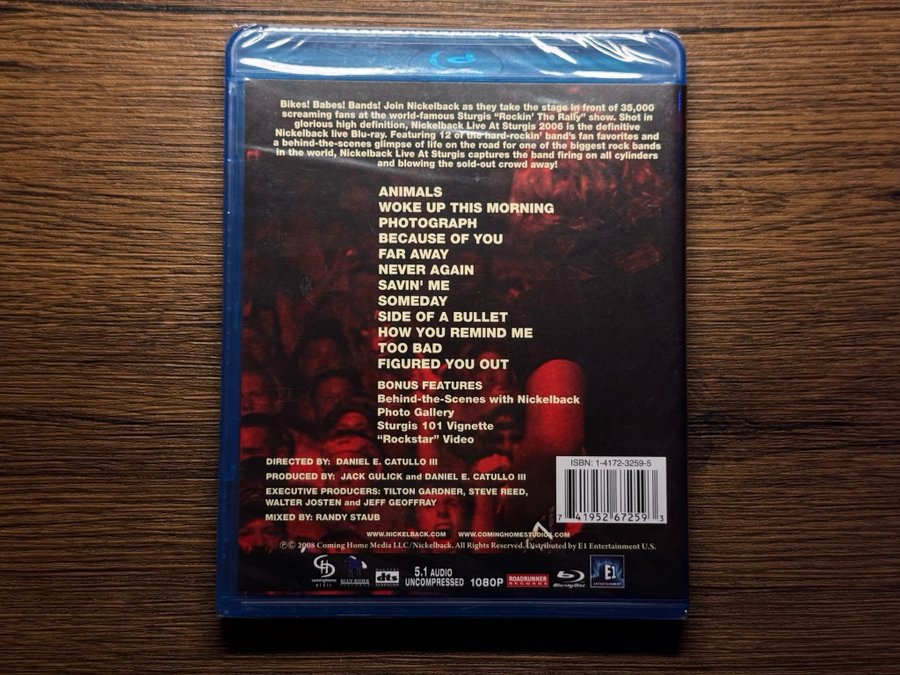 Bikes! Babes! Bands! Join Nickelback as they take the stage in front of 35,000
screaming fans at the world-famous Sturgis "Rockin' The Rally" show. Shot in
glorious high definition, Nickelback Live At Sturgis 2006 is the definitive
Nickelback live Blu-ray. Featuring 12 of the hard-rockin' band's fan favorites and
a behind-the-scenes glimpse of life on the road for one of the biggest rock bands
in the world, Nickelback Live At Sturgis captures the band firing on all cylinders
and blowing the sold-out crowd away!
ANIMALS
WOKE UP THIS MORNING
PHOTOGRAPH
BECAUSE OF YOU
FAR AWAY
NEVER AGAIN
SAVIN' ME
SOMEDAY
SIDE OF A BULLET
HOW YOU REMIND ME
TOO BAD
FIGURED YOU OUT
BONUS FEATURES
Behind-the-Scenes with Nickelback
Photo Gallery
Sturgis 101 Vignette
"Rockstar" Video
DIRECTED BY: DANIEL E. CATULLO III
PRODUCED BY: JACK GULICK and DANIEL E. CATULLO III
EXECUTIVE PRODUCERS: TILTON GARDNER, STEVE REED,
WALTER JOSTEN and JEFF GEOFFRAY
MIXED BY: RANDY STAUB
ISBN: 1-4172-3259-5
7 41952 67259 3
WWW.NICKELBACK.COM WWW.COMINGHOMESTUDIOS.COM
℗© 2008 Coming Home Media LLC/Nickelback. All Rights Reserved. Distributed by E1 Entertainment U.S.
cominghome
dts
5.1 AUDIO
UNCOMPRESSED
1080P
ROADRUNNER
RECORDS
Blu-ray Disc
E1
ENTERTAINMENT